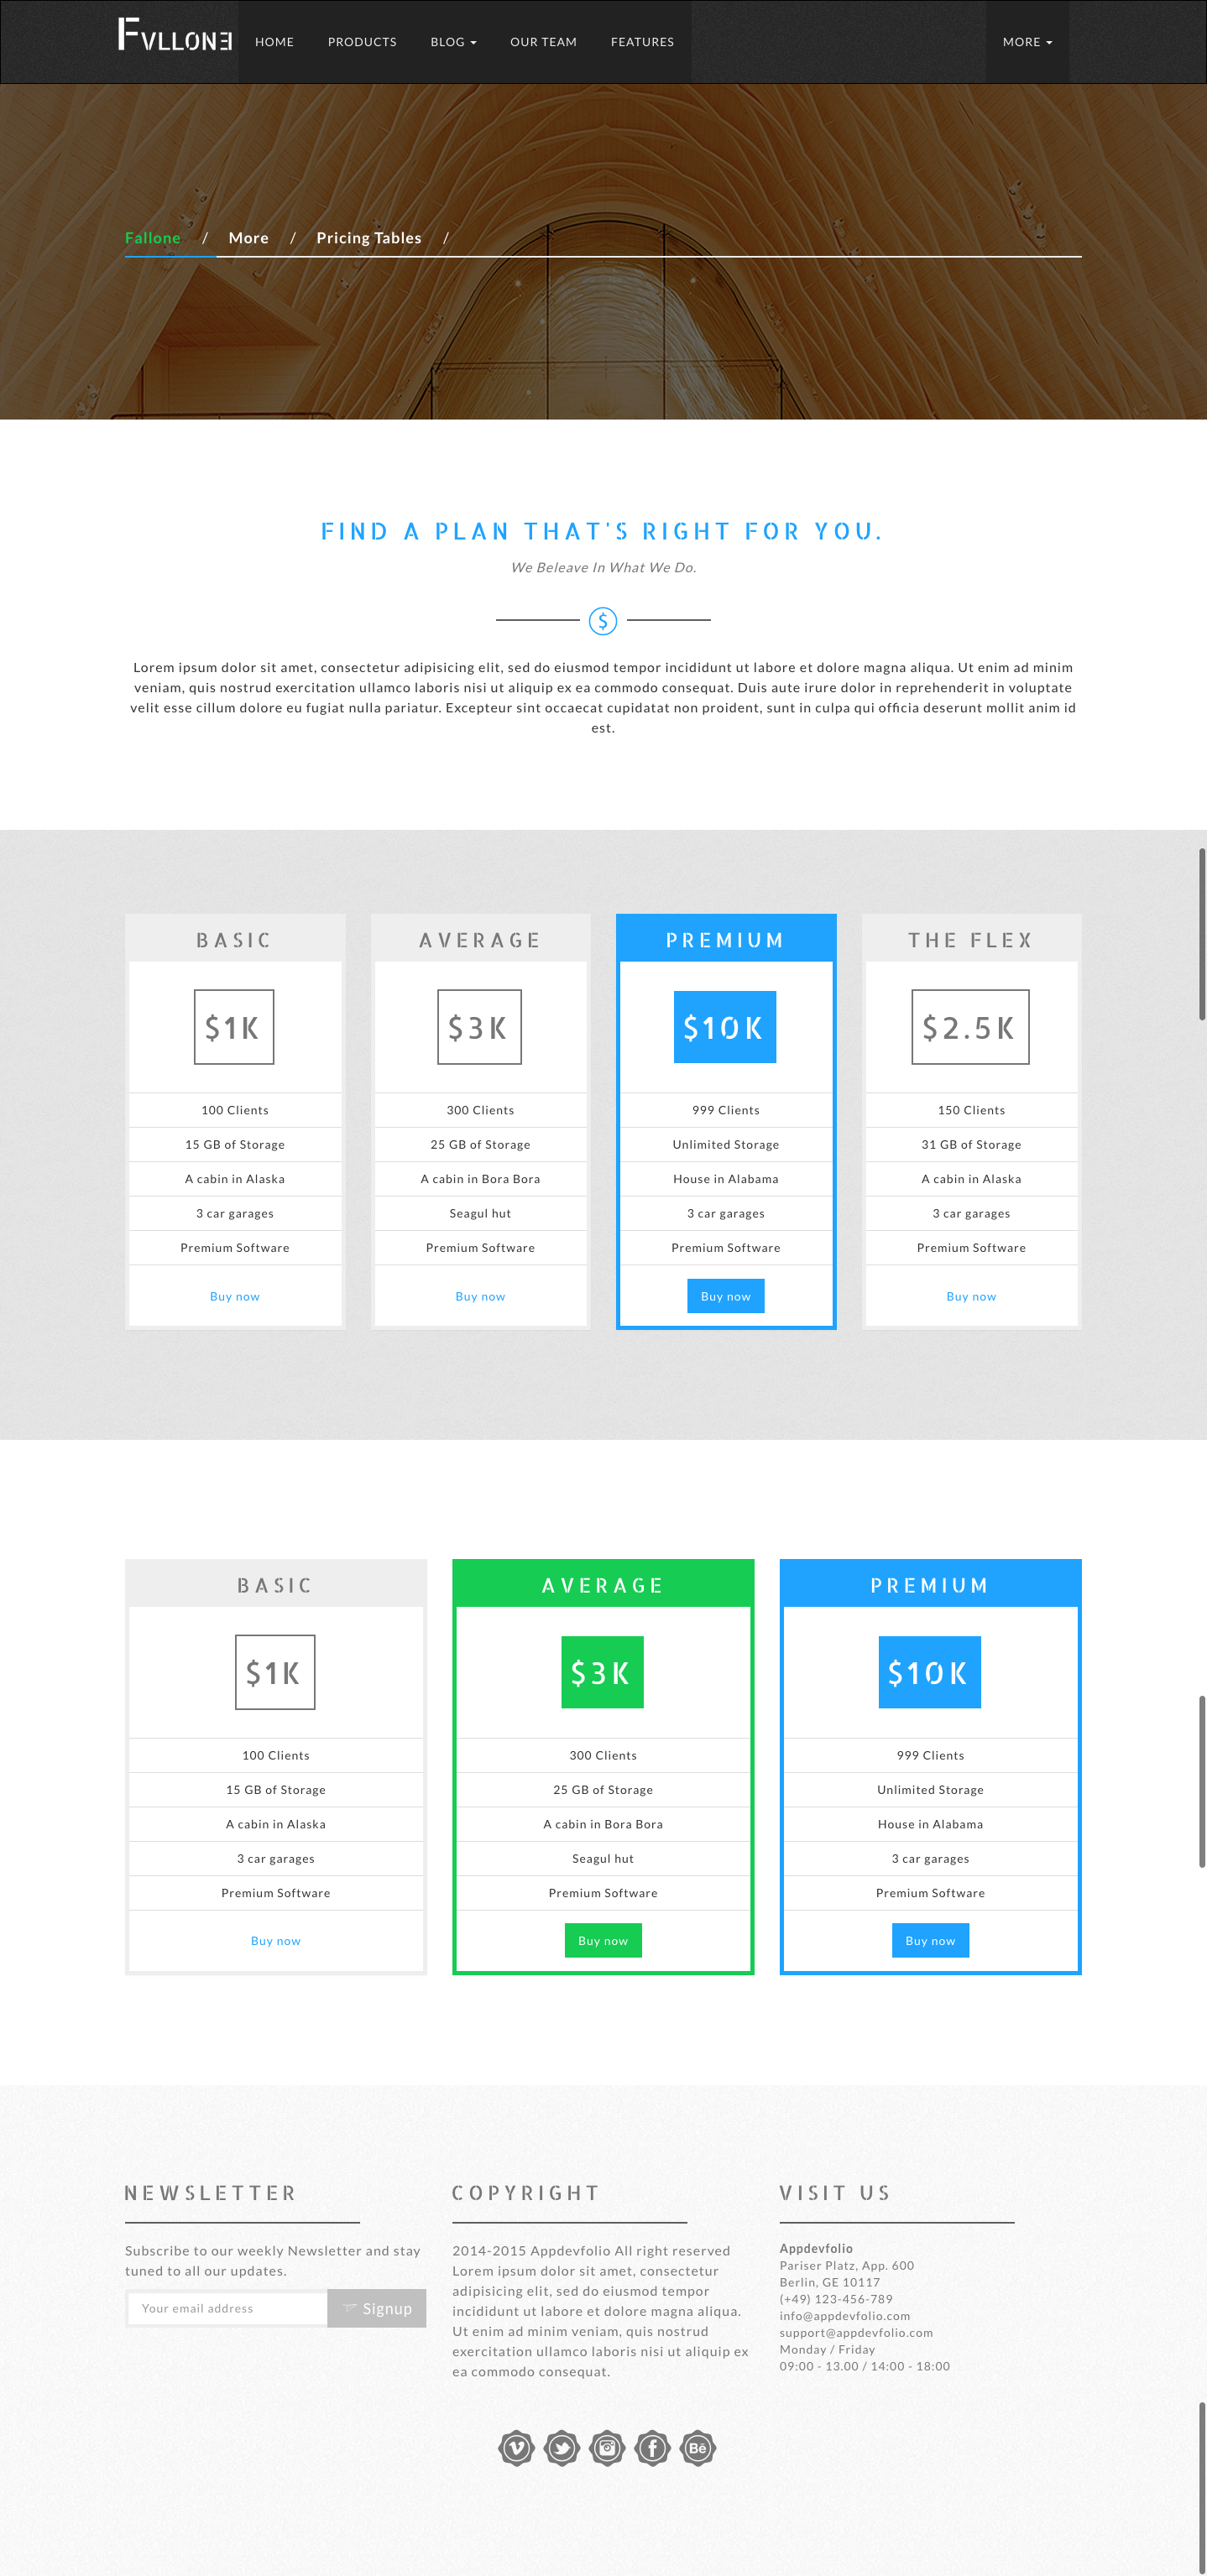 FVLLONE
HOME PRODUCTS BLOG OUR TEAM FEATURES MORE
Fallone / More / Pricing Tables /
FIND A PLAN THAT'S RIGHT FOR YOU.
We Beleave In What We Do.
$
Lorem ipsum dolor sit amet, consectetur adipisicing elit, sed do eiusmod tempor incididunt ut labore et dolore magna aliqua. Ut enim ad minim
veniam, quis nostrud exercitation ullamco laboris nisi ut aliquip ex ea commodo consequat. Duis aute irure dolor in reprehenderit in voluptate
velit esse cillum dolore eu fugiat nulla pariatur. Excepteur sint occaecat cupidatat non proident, sunt in culpa qui officia deserunt mollit anim id
est.
BASIC
$1K
100 Clients
15 GB of Storage
A cabin in Alaska
3 car garages
Premium Software
Buy now
AVERAGE
$3K
300 Clients
25 GB of Storage
A cabin in Bora Bora
Seagul hut
Premium Software
Buy now
PREMIUM
$10K
999 Clients
Unlimited Storage
House in Alabama
3 car garages
Premium Software
Buy now
THE FLEX
$2.5K
150 Clients
31 GB of Storage
A cabin in Alaska
3 car garages
Premium Software
Buy now
BASIC
$1K
100 Clients
15 GB of Storage
A cabin in Alaska
3 car garages
Premium Software
Buy now
AVERAGE
$3K
300 Clients
25 GB of Storage
A cabin in Bora Bora
Seagul hut
Premium Software
Buy now
PREMIUM
$10K
999 Clients
Unlimited Storage
House in Alabama
3 car garages
Premium Software
Buy now
NEWSLETTER
Subscribe to our weekly Newsletter and stay
tuned to all our updates.
Your email address
Signup
COPYRIGHT
2014-2015 Appdevfolio All right reserved
Lorem ipsum dolor sit amet, consectetur
adipisicing elit, sed do eiusmod tempor
incididunt ut labore et dolore magna aliqua.
Ut enim ad minim veniam, quis nostrud
exercitation ullamco laboris nisi ut aliquip ex
ea commodo consequat.
VISIT US
Appdevfolio
Pariser Platz, App. 600
Berlin, GE 10117
(+49) 123-456-789
info@appdevfolio.com
support@appdevfolio.com
Monday / Friday
09:00 - 13.00 / 14:00 - 18:00
Bē